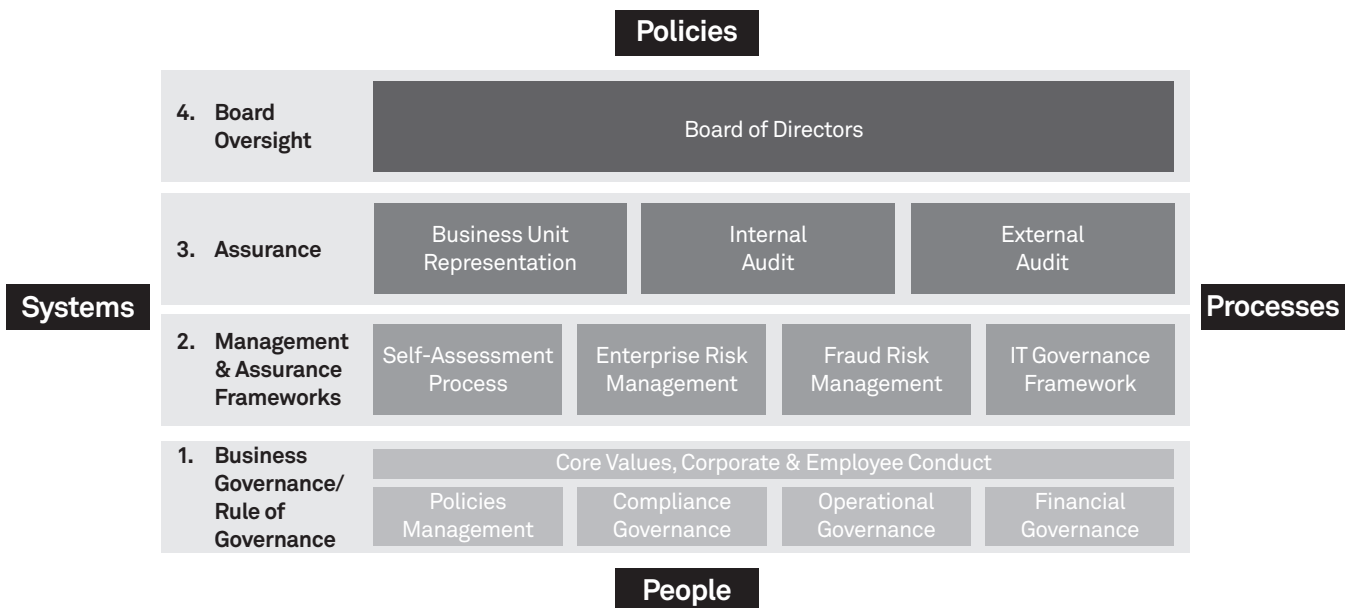 Policies
4. Board
Oversight
Board of Directors
3. Assurance
Business Unit
Representation
Internal
Audit
External
Audit
Systems
Processes
2. Management
& Assurance
Frameworks
Self-Assessment
Process
Enterprise Risk
Management
Fraud Risk
Management
IT Governance
Framework
1. Business
Governance/
Rule of
Governance
Core Values, Corporate & Employee Conduct
Policies
Management
Compliance
Governance
Operational
Governance
Financial
Governance
People